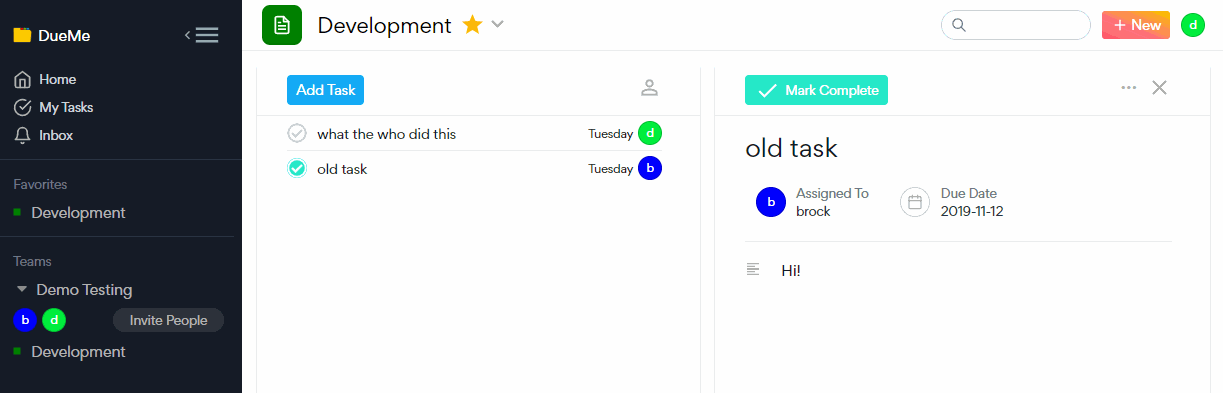 DueMe
Home
My Tasks
Inbox
Favorites
Development
Teams
Demo Testing
b d Invite People
Development
Development
+ New d
Add Task
what the who did this Tuesday d
old task Tuesday b
Mark Complete
old task
b Assigned To
brock
Due Date
2019-11-12
Hi!